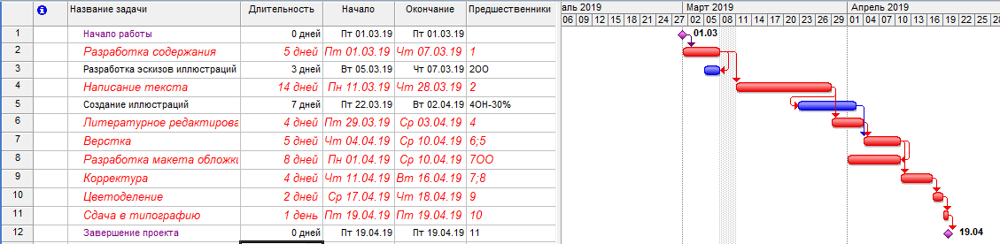 Название задачи Длительность Начало Окончание Предшественники
1 Начало работы 0 дней Пт 01.03.19 Пт 01.03.19
2 Разработка содержания 5 дней Пт 01.03.19 Чт 07.03.19 1
3 Разработка эскизов иллюстраций 3 дней Вт 05.03.19 Чт 07.03.19 2ОО
4 Написание текста 14 дней Пн 11.03.19 Чт 28.03.19 2
5 Создание иллюстраций 7 дней Пт 22.03.19 Вт 02.04.19 4ОН-30%
6 Литературное редактирова 4 дней Пт 29.03.19 Ср 03.04.19 4
7 Верстка 5 дней Чт 04.04.19 Ср 10.04.19 6;5
8 Разработка макета обложки 8 дней Пн 01.04.19 Ср 10.04.19 7ОО
9 Корректура 4 дней Чт 11.04.19 Вт 16.04.19 7;8
10 Цветоделение 2 дней Ср 17.04.19 Чт 18.04.19 9
11 Сдача в типографию 1 день Пт 19.04.19 Пт 19.04.19 10
12 Завершение проекта 0 дней Пт 19.04.19 Пт 19.04.19 11
аль 2019 Март 2019 Апрель 2019
06 09 12 15 18 21 24 27 02 05 08 11 14 17 20 23 26 29 01 04 07 10 13 16 19 22 25 28
01.03
19.04